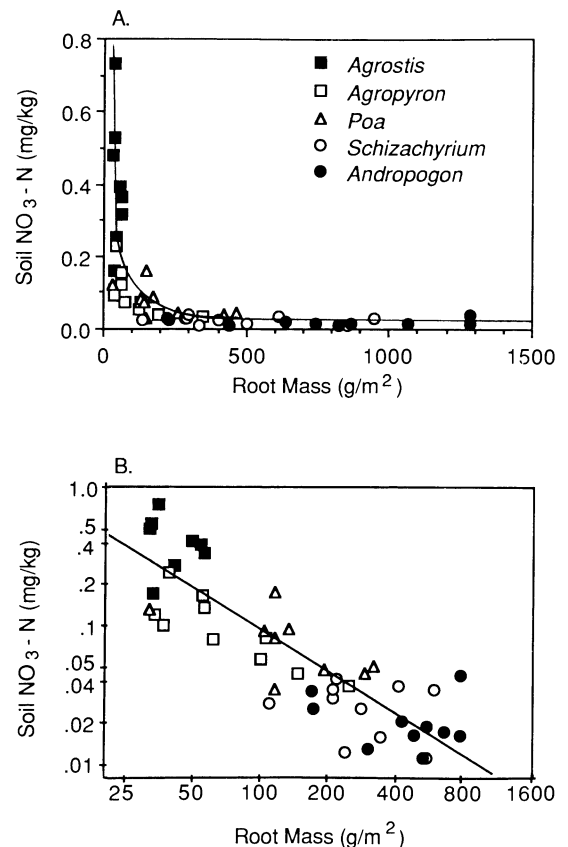 A.
0.8
0.6
0.4
0.2
0.0
Soil NO3 - N (mg/kg)
Agrostis
Agropyron
Poa
Schizachyrium
Andropogon
0 500 1000 1500
Root Mass (g/m2)
B.
1.0
.5
.4
.2
.1
.05
.04
.02
.01
Soil NO3 - N (mg/kg)
25 50 100 200 400 800 1600
Root Mass (g/m2)